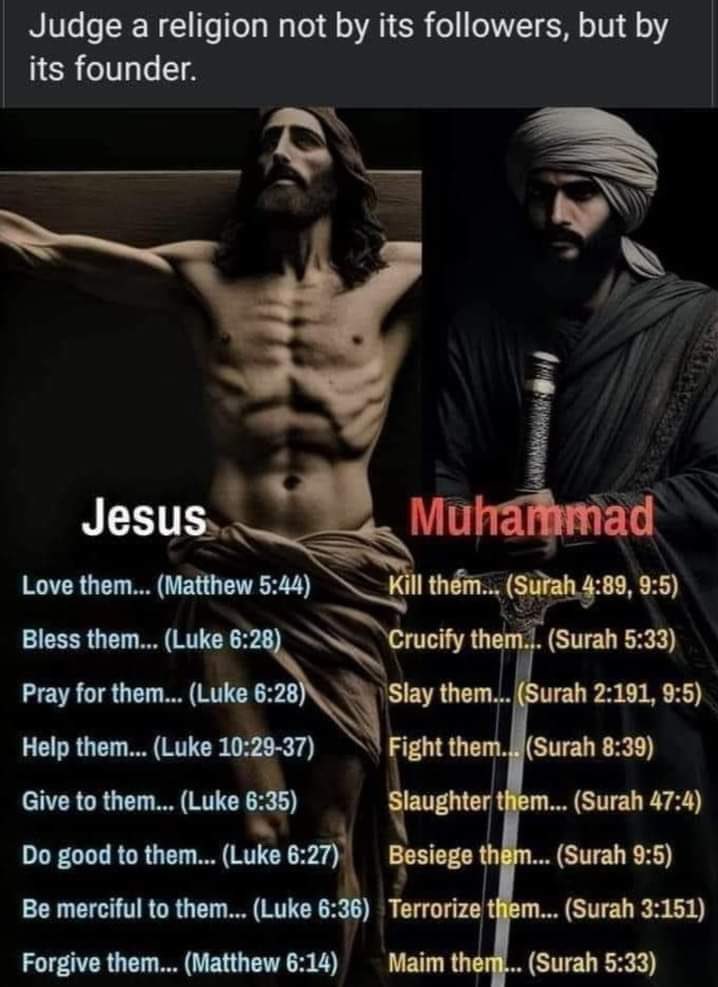 Judge a religion not by its followers, but by
its founder.
Jesus
Love them... (Matthew 5:44)
Bless them... (Luke 6:28)
Pray for them... (Luke 6:28)
Help them... (Luke 10:29-37)
Give to them... (Luke 6:35)
Do good to them... (Luke 6:27)
Be merciful to them... (Luke 6:36)
Forgive them... (Matthew 6:14)
Muhammad
Kill them... (Surah 4:89, 9:5)
Crucify them... (Surah 5:33)
Slay them... (Surah 2:191, 9:5)
Fight them... (Surah 8:39)
Slaughter them... (Surah 47:4)
Besiege them... (Surah 9:5)
Terrorize them... (Surah 3:151)
Maim them... (Surah 5:33)